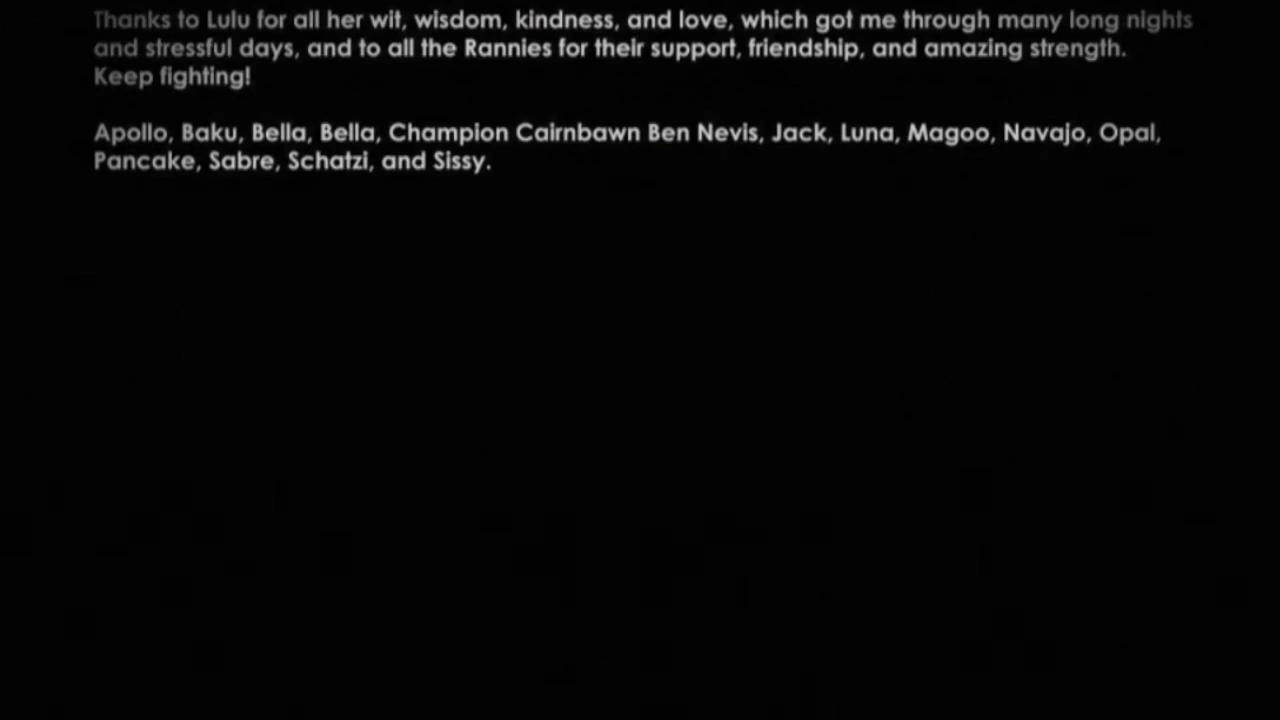 Thanks to Lulu for all her wit, wisdom, kindness, and love, which got me through many long nights
and stressful days, and to all the Rannies for their support, friendship, and amazing strength.
Keep fighting!
Apollo, Baku, Bella, Bella, Champion Cairnbawn Ben Nevis, Jack, Luna, Magoo, Navajo, Opal,
Pancake, Sabre, Schatzi, and Sissy.